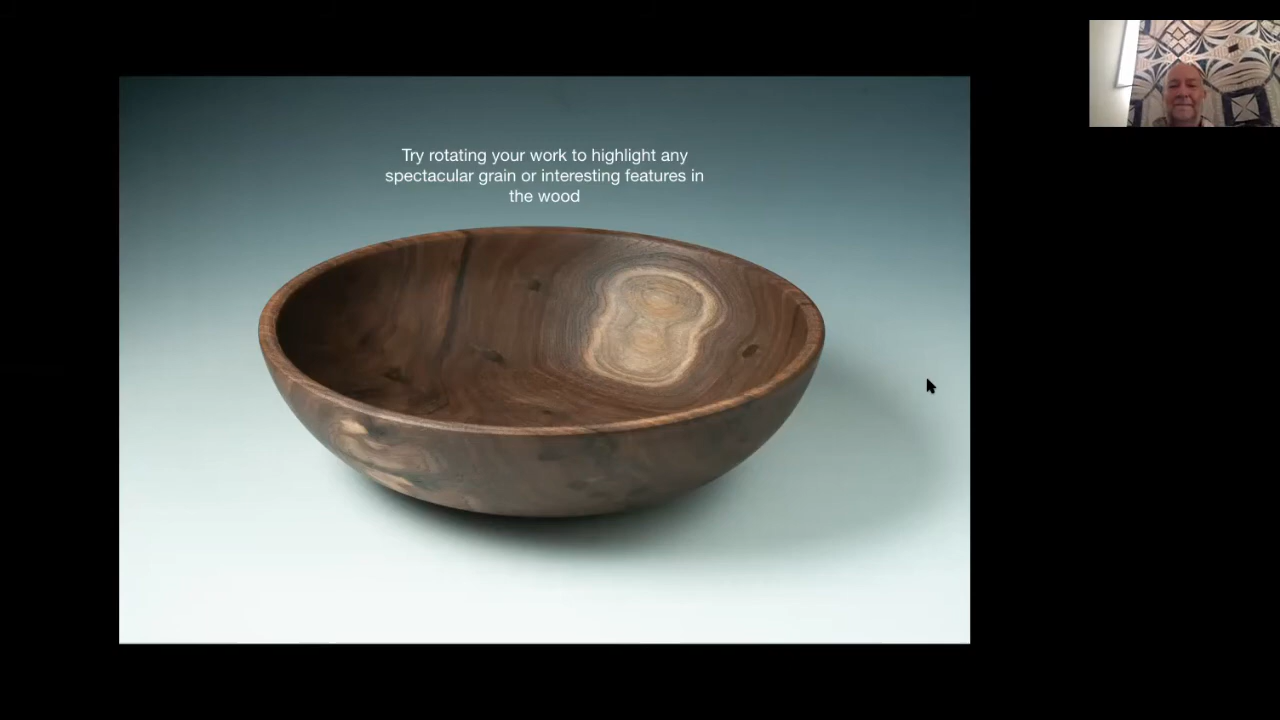 Try rotating your work to highlight any
spectacular grain or interesting features in
the wood